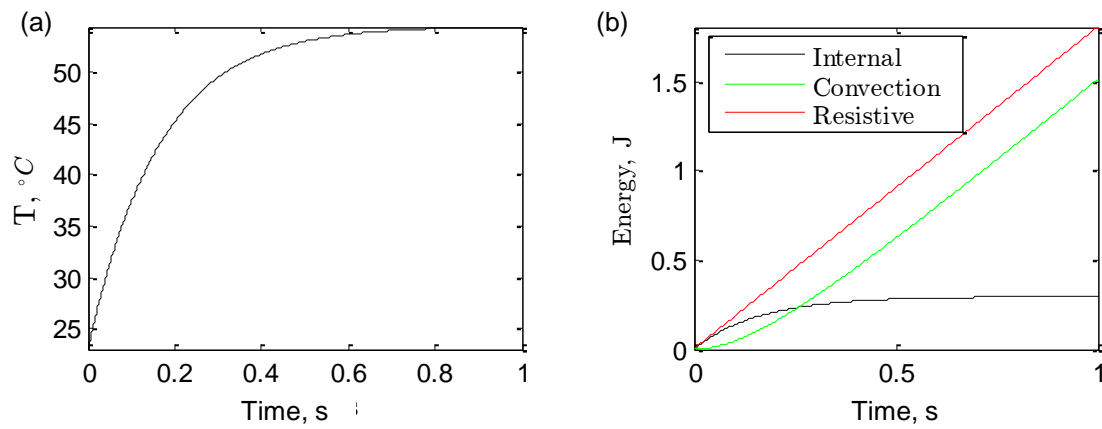 (a)
50
45
40
35
30
25
T, °C
0 0.2 0.4 0.6 0.8 1
Time, s
(b)
Internal
Convection
Resistive
1.5
1
0.5
0
Energy, J
0 0.5 1
Time, s